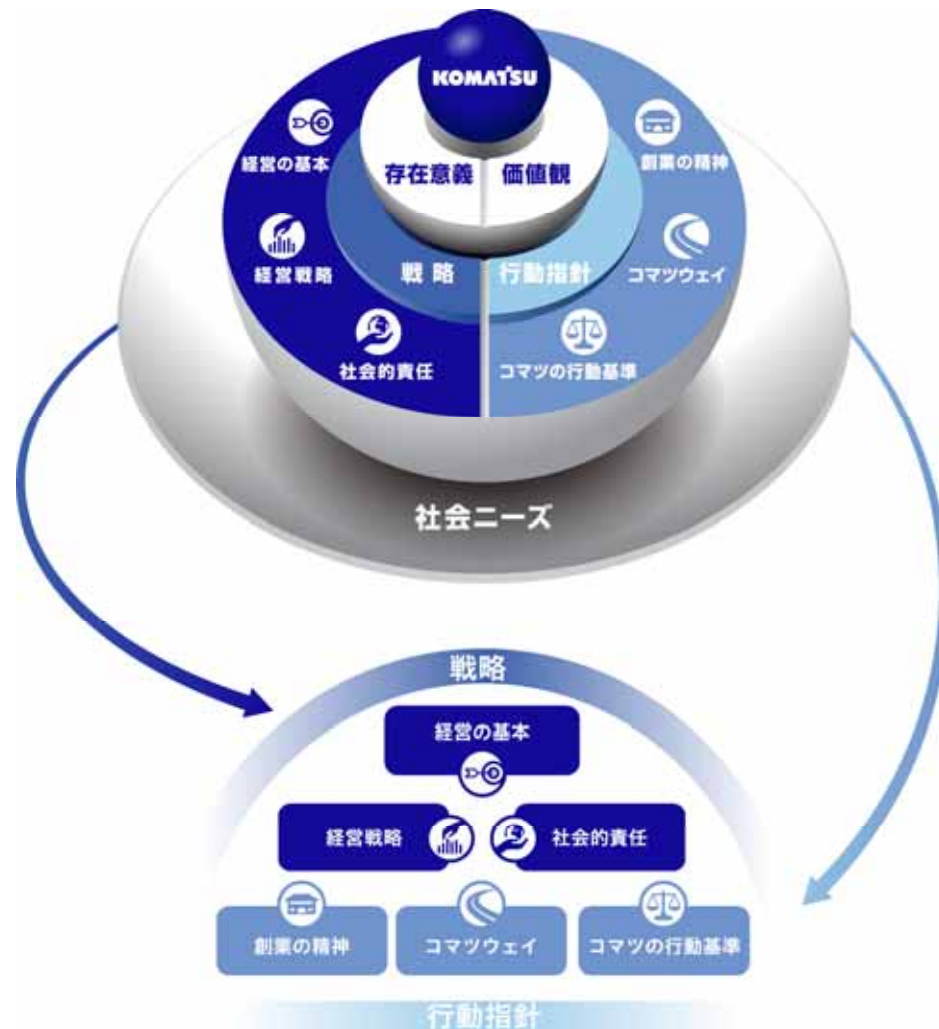 KOMATSU
存在意義
価値観
経営の基本
創業の精神
経営戦略
戦略
行動指針
コマツウェイ
社会的責任
コマツの行動基準
社会ニーズ
戦略
経営の基本
経営戦略
社会的責任
創業の精神
コマツウェイ
コマツの行動基準
行動指針